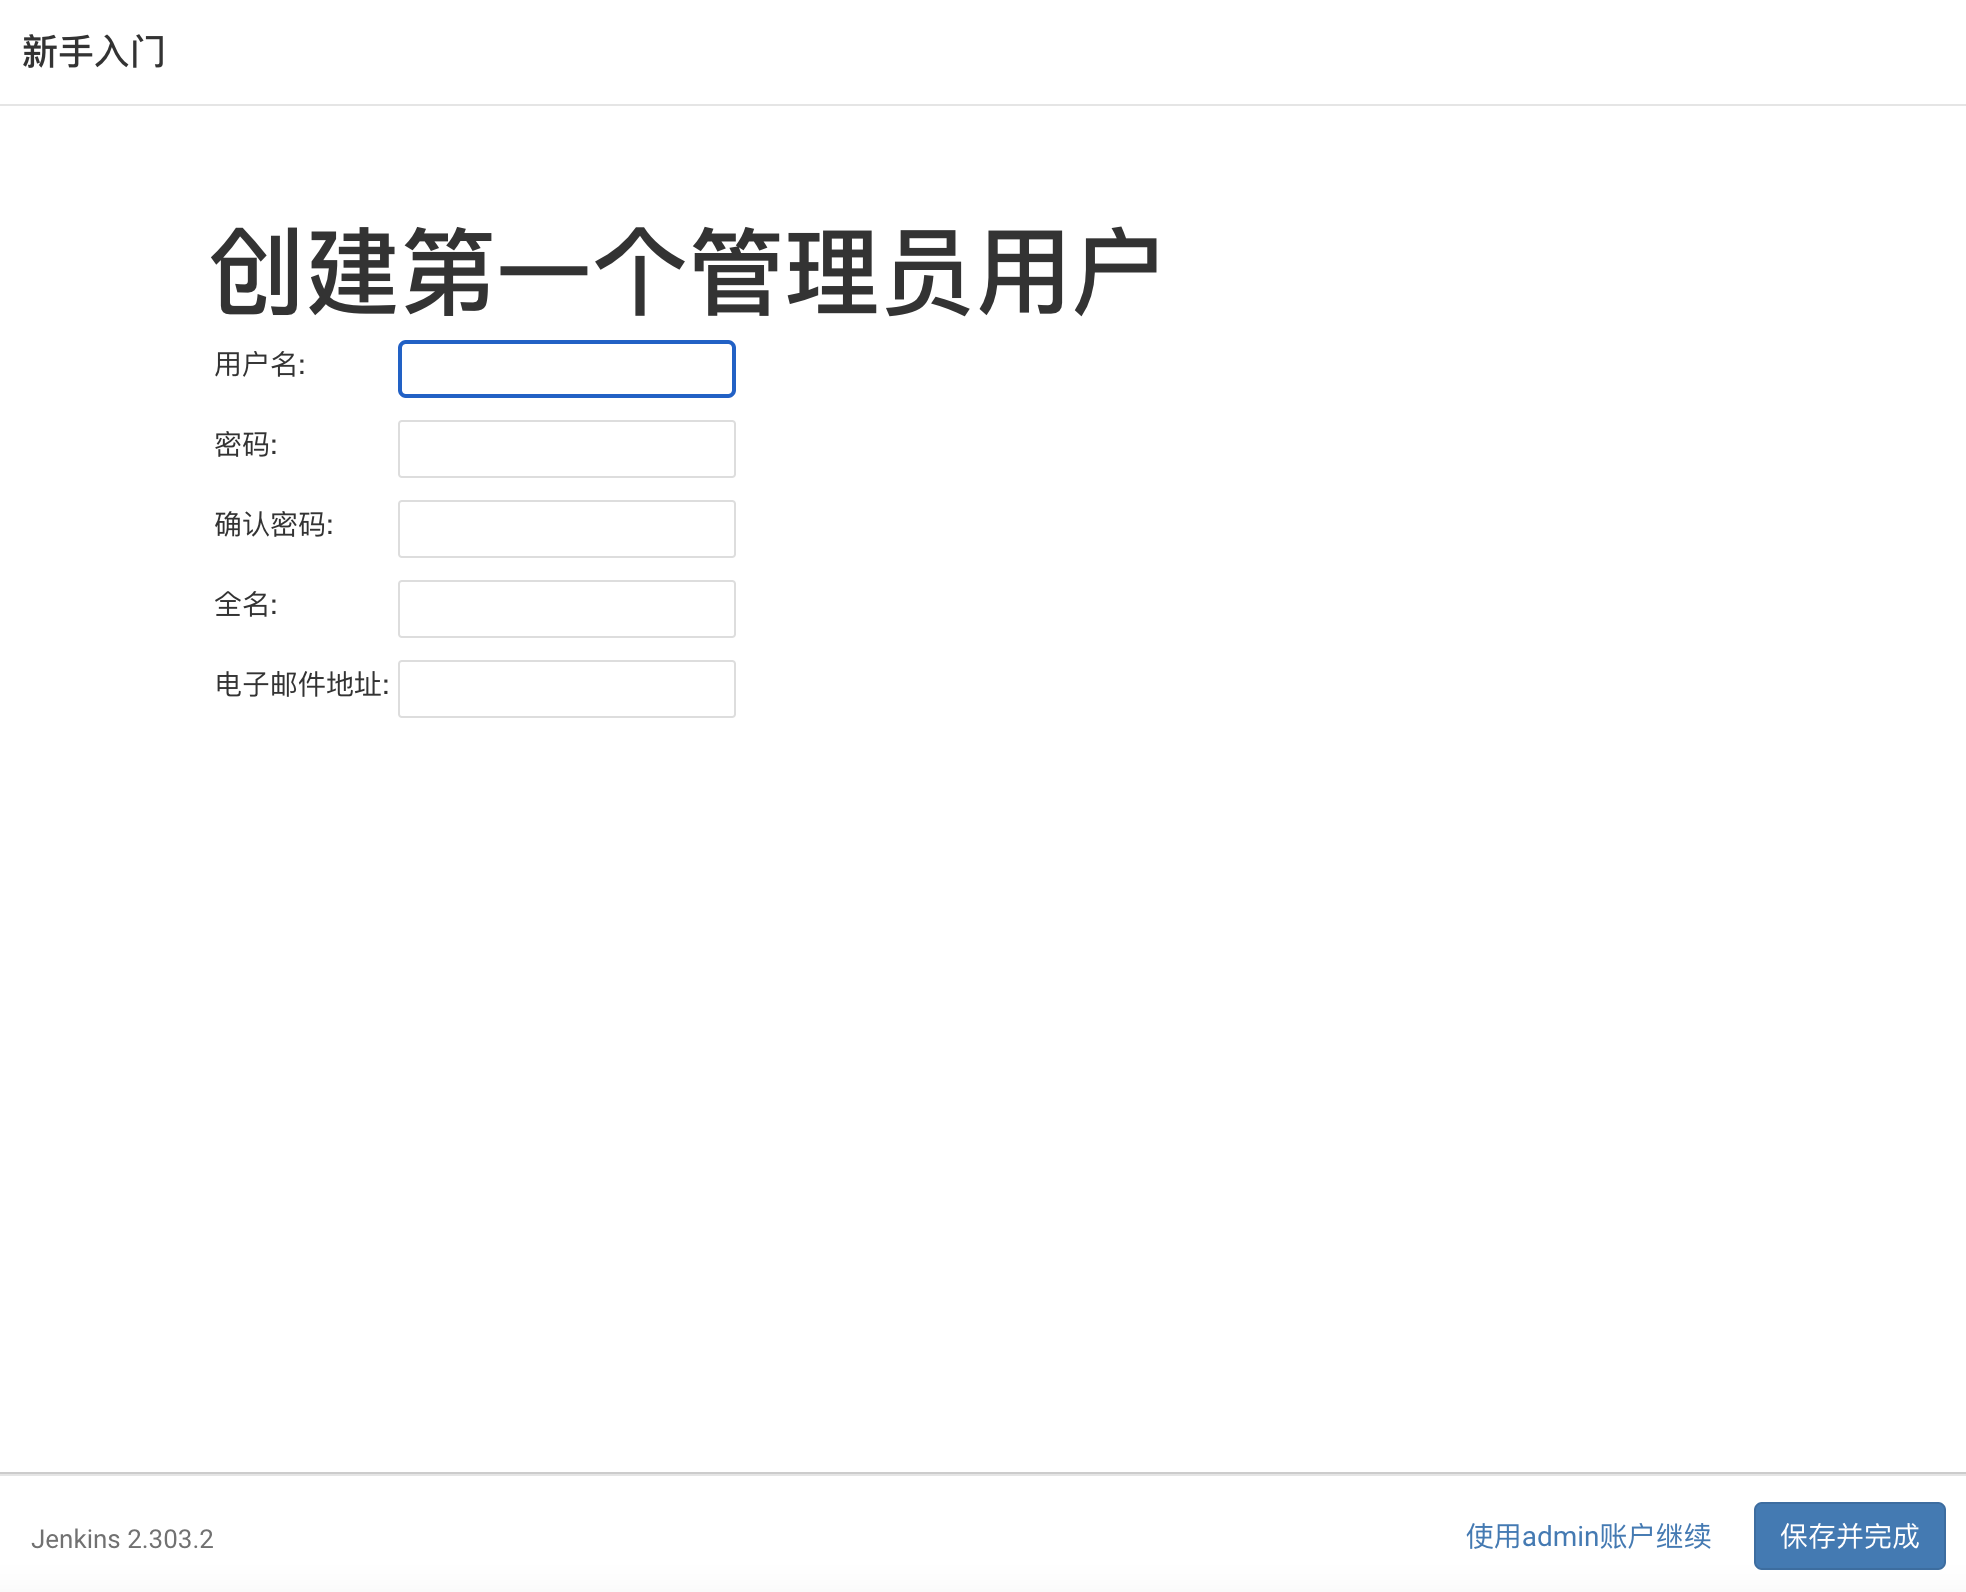 新手入门
创建第一个管理员用户
用户名:
密码:
确认密码:
全名:
电子邮件地址:
Jenkins 2.303.2
使用admin账户继续
保存并完成